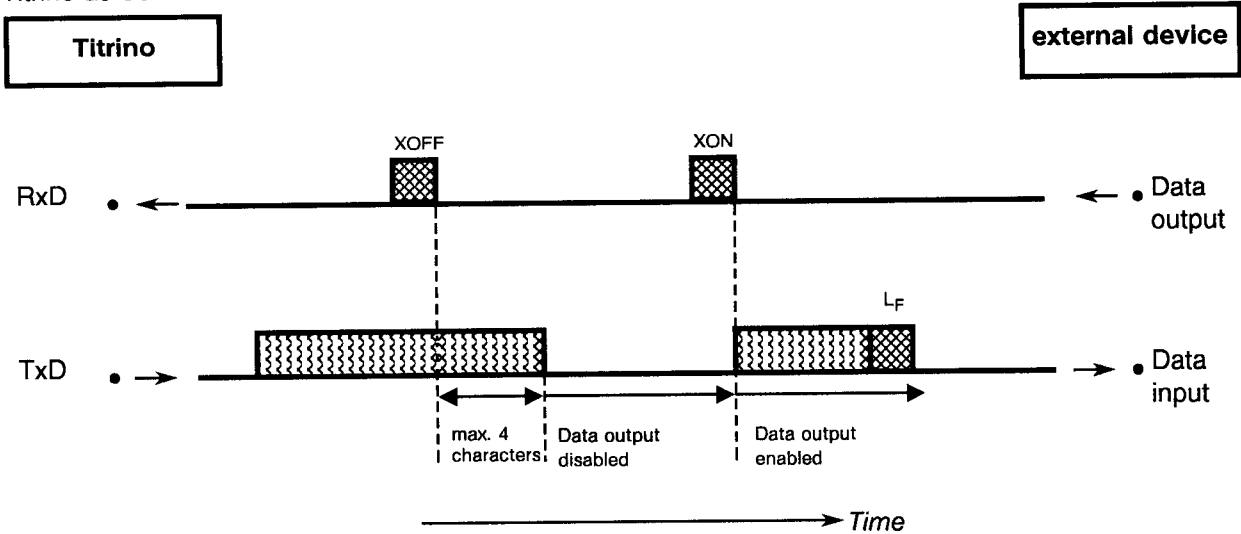 Titrino
external device
XOFF
XON
RxD
Data
output
LF
TxD
Data
input
max. 4
characters
Data output
disabled
Data output
enabled
Time